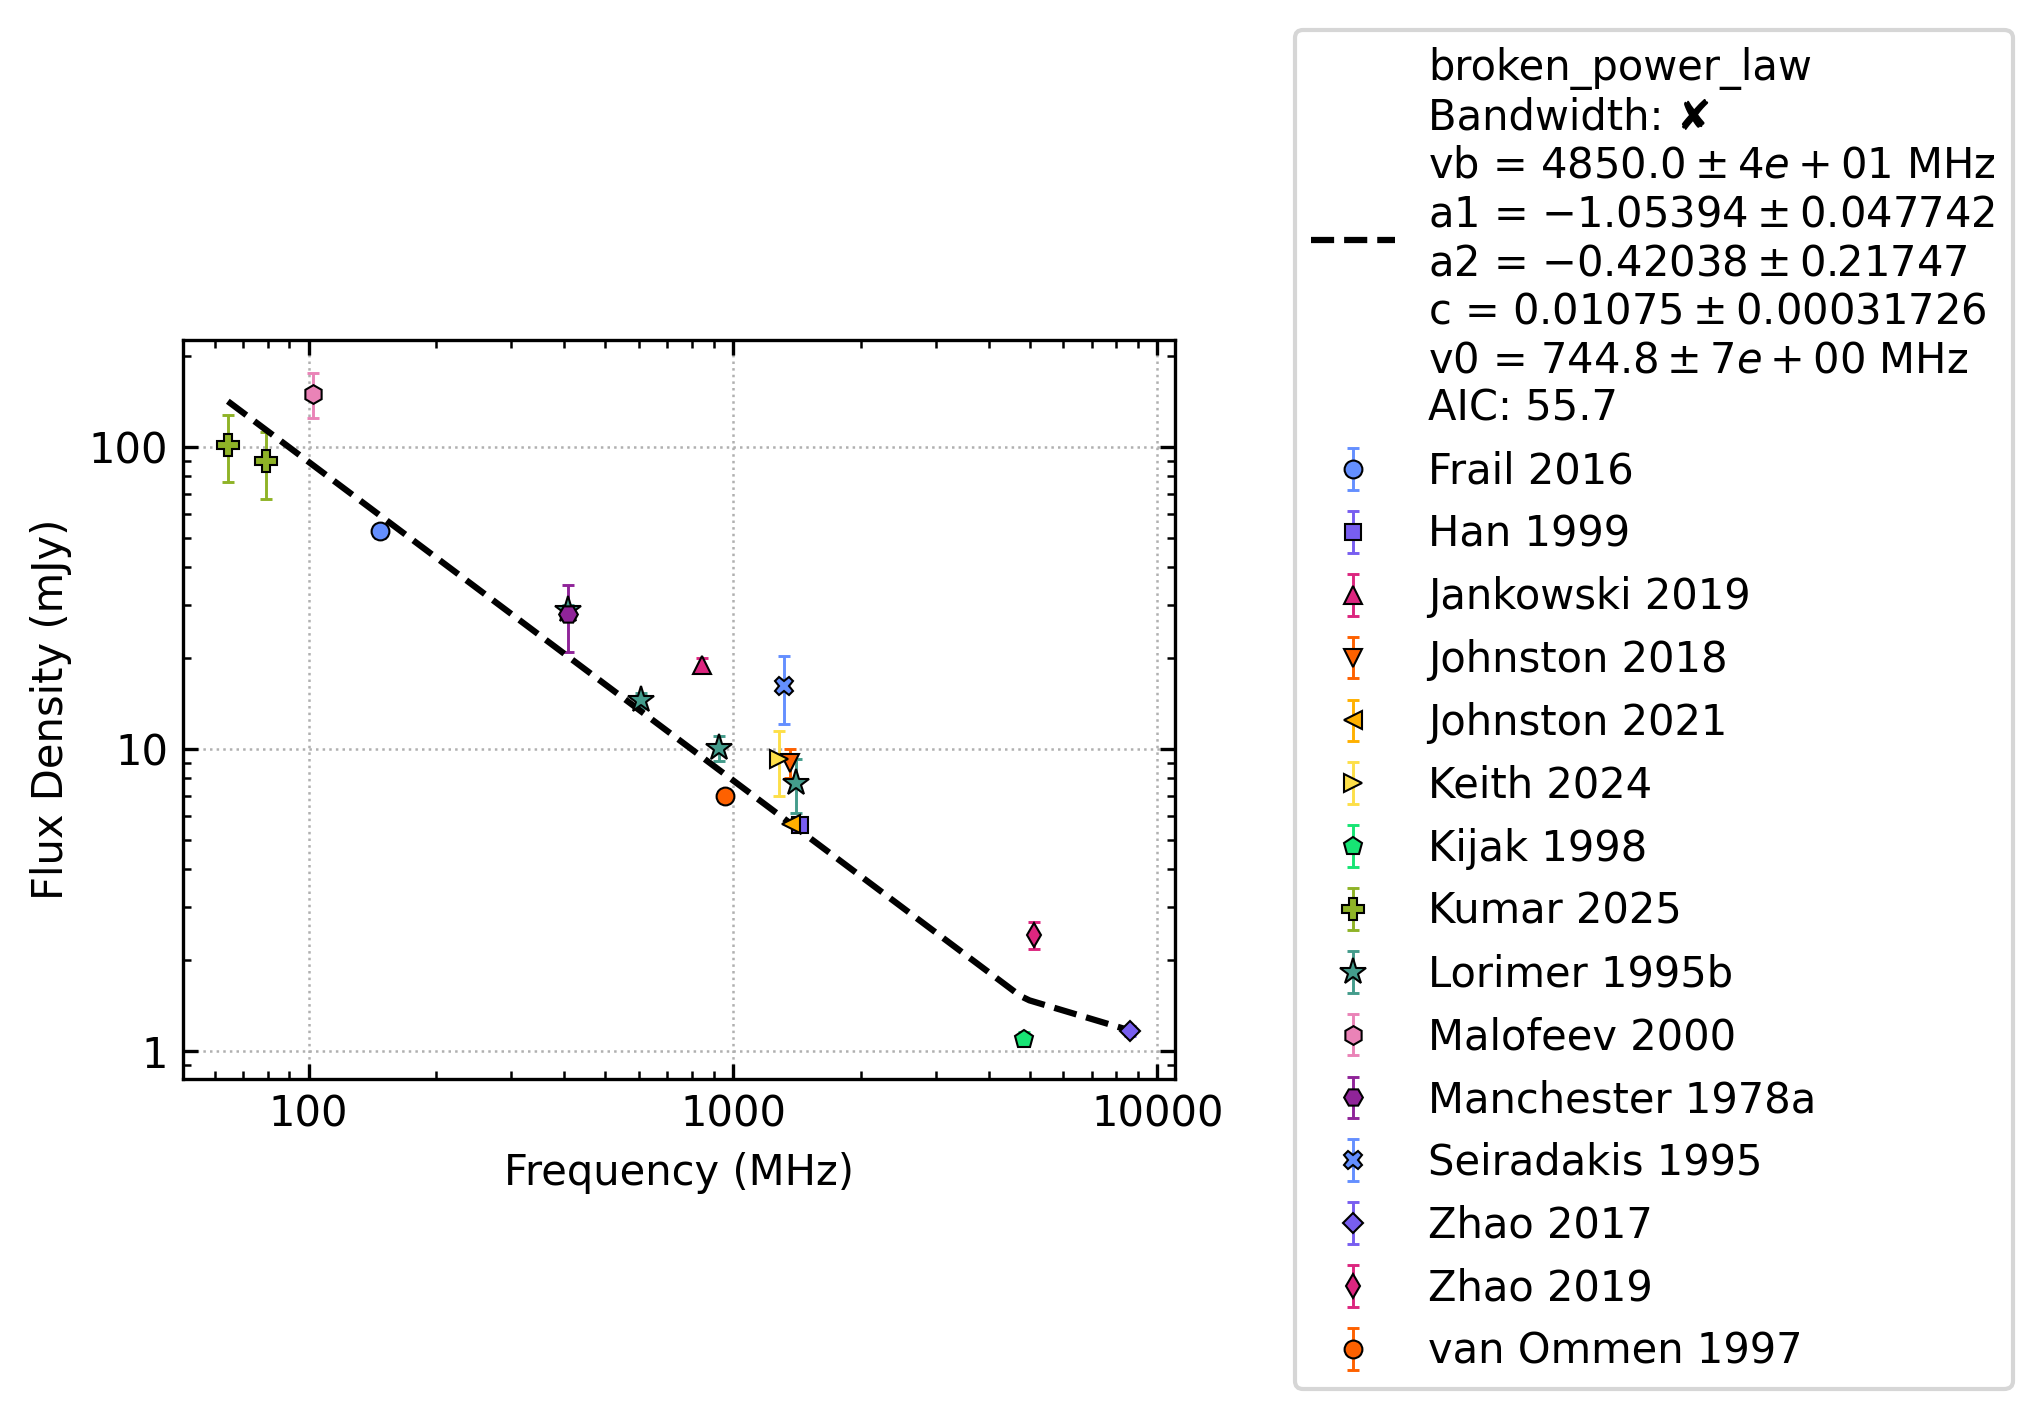 broken_power_law
Bandwidth: ✘
vb = 4850.0 ± 4e + 01 MHz
a1 = −1.05394 ± 0.047742
a2 = −0.42038 ± 0.21747
c = 0.01075 ± 0.00031726
v0 = 744.8 ± 7e + 00 MHz
AIC: 55.7
Frail 2016
Han 1999
Jankowski 2019
Johnston 2018
Johnston 2021
Keith 2024
Kijak 1998
Kumar 2025
Lorimer 1995b
Malofeev 2000
Manchester 1978a
Seiradakis 1995
Zhao 2017
Zhao 2019
van Ommen 1997
Flux Density (mJy)
100
10
1
100
1000
10000
Frequency (MHz)